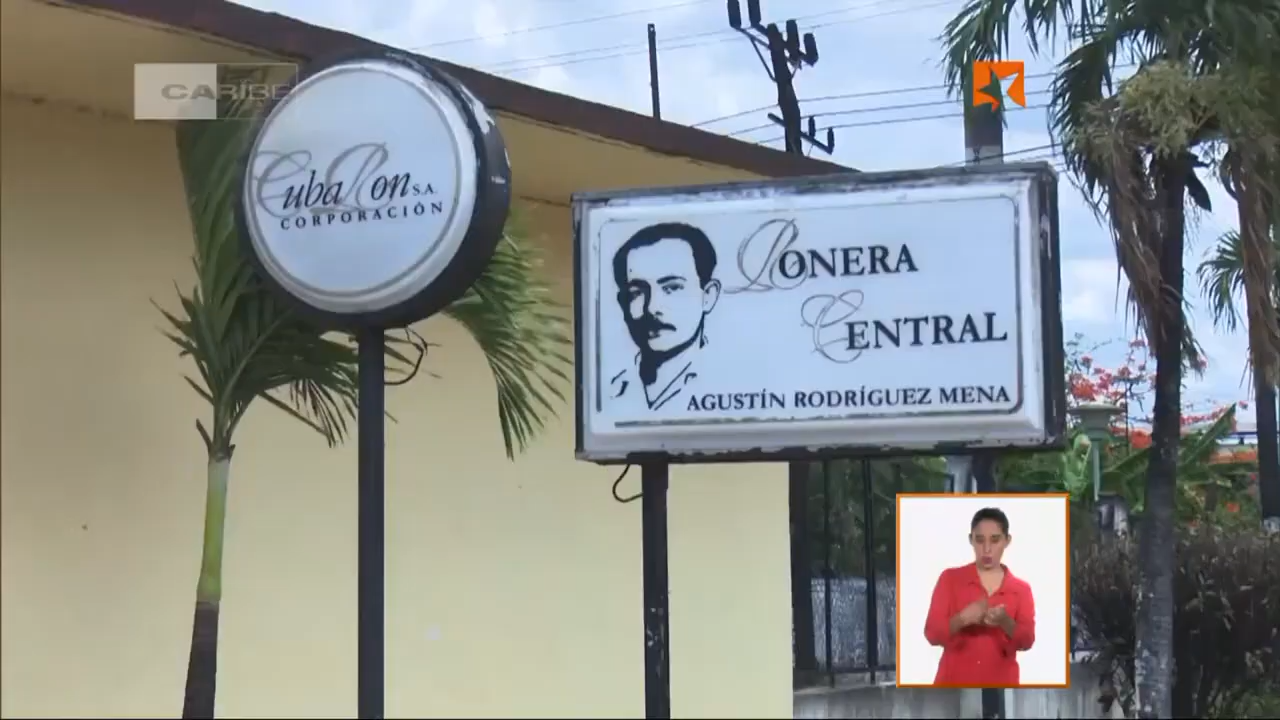 CARIBE
CubaRon S.A.
CORPORACIÓN
RONERA
CENTRAL
AGUSTÍN RODRÍGUEZ MENA